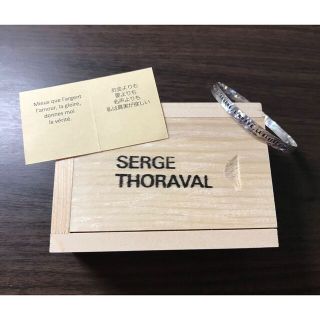 Mieux que l'argent
l'amour, la gloire,
donnes moi
la vérité.
お金よりも
愛よりも
名声よりも
私は真実が欲しい
SERGE
THORAVAL